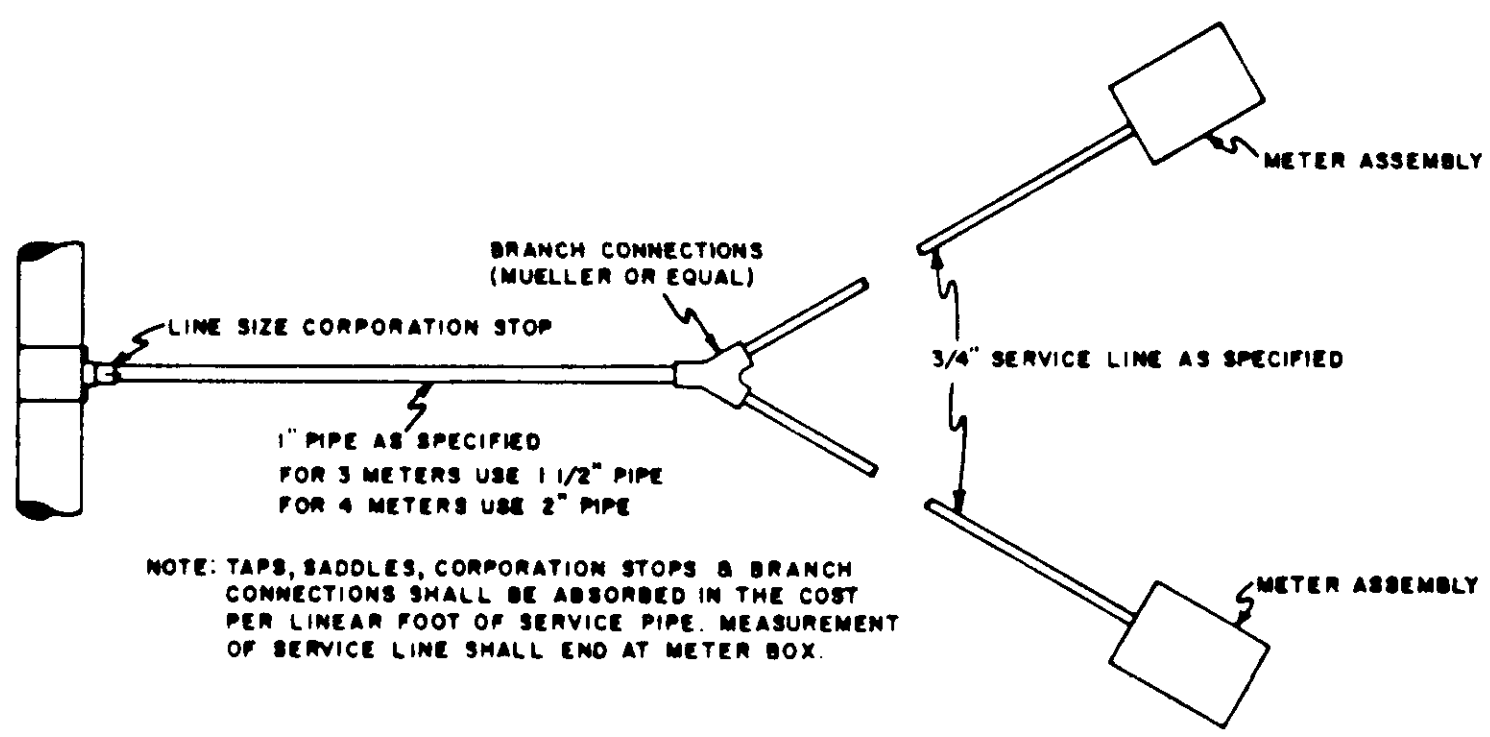 METER ASSEMBLY
BRANCH CONNECTIONS
(MUELLER OR EQUAL)
LINE SIZE CORPORATION STOP
3/4" SERVICE LINE AS SPECIFIED
1" PIPE AS SPECIFIED
FOR 3 METERS USE 1 1/2" PIPE
FOR 4 METERS USE 2" PIPE
NOTE: TAPS, SADDLES, CORPORATION STOPS & BRANCH
CONNECTIONS SHALL BE ABSORBED IN THE COST
PER LINEAR FOOT OF SERVICE PIPE. MEASUREMENT
OF SERVICE LINE SHALL END AT METER BOX.
METER ASSEMBLY